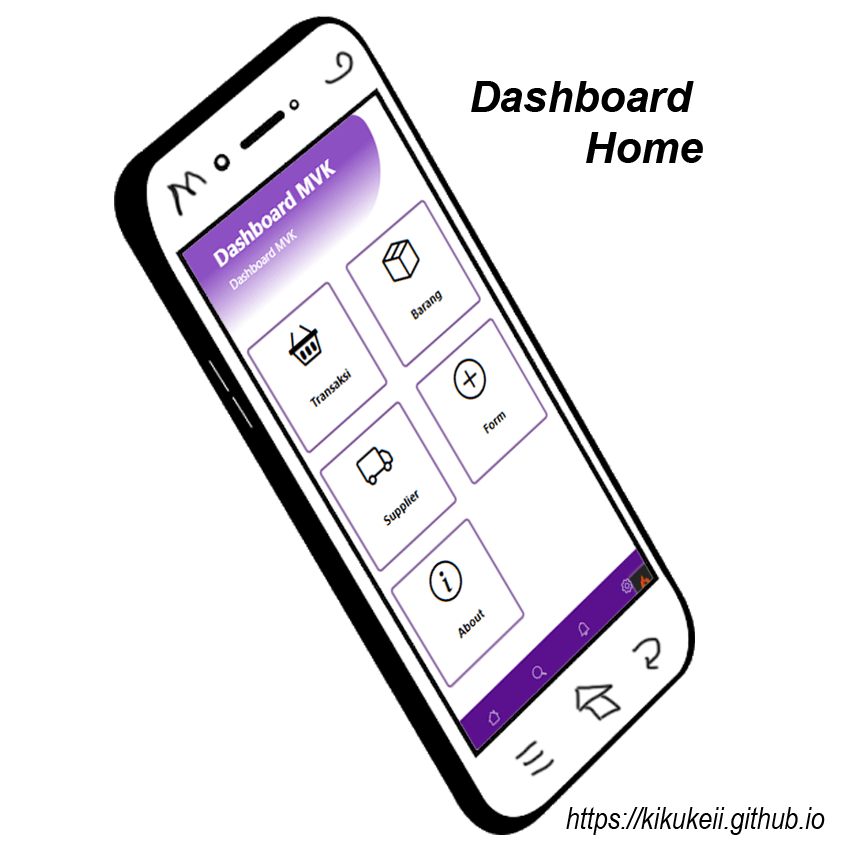 Dashboard
Home
Dashboard MVK
Dashboard MVK
Transaksi
Barang
Supplier
Form
About
https://kikukeii.github.io